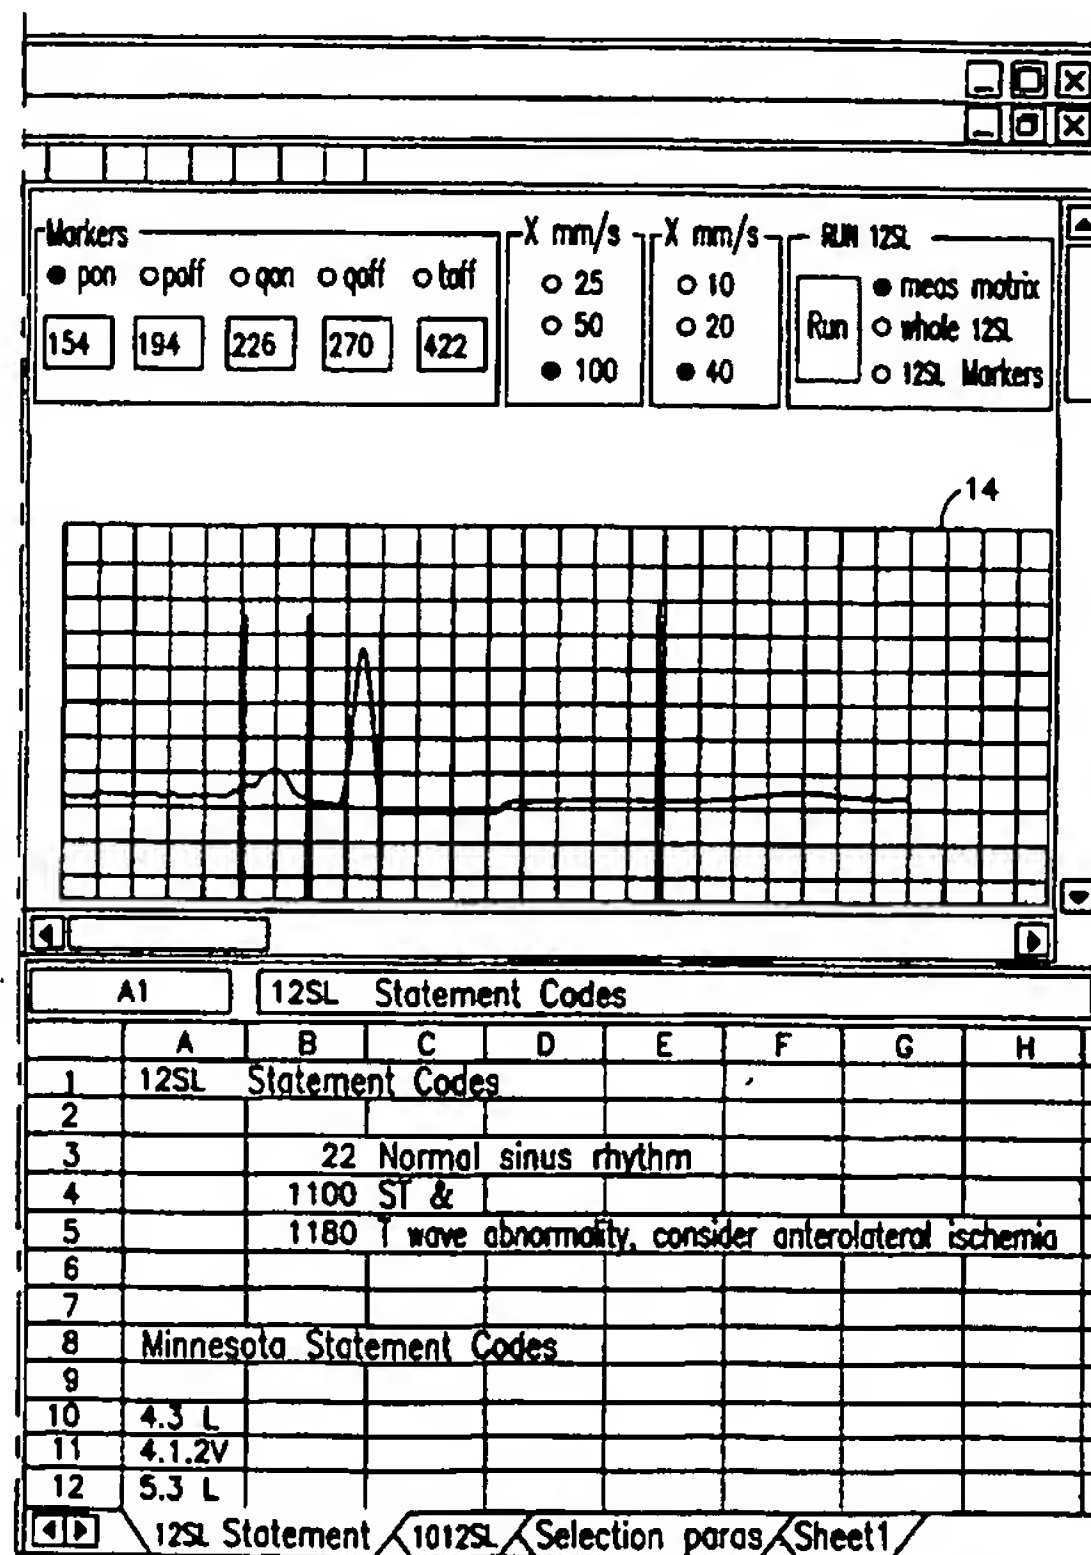 Markers
X mm/s
X mm/s
RUN 12SL
pon poff qon qoff toff
25
50
100
10
20
40
Run
meas matrix
whole 12SL
12SL Markers
154 194 226 270 422
14
A1 12SL Statement Codes
A B C D E F G H
1 12SL Statement Codes
2
3 22 Normal sinus rhythm
4 1100 ST &
5 1180 T wave abnormality, consider anterolateral ischemia
6
7
8 Minnesota Statement Codes
9
10 4.3 L
11 4.1.2V
12 5.3 L
12SL Statement 1012SL Selection paras Sheet1